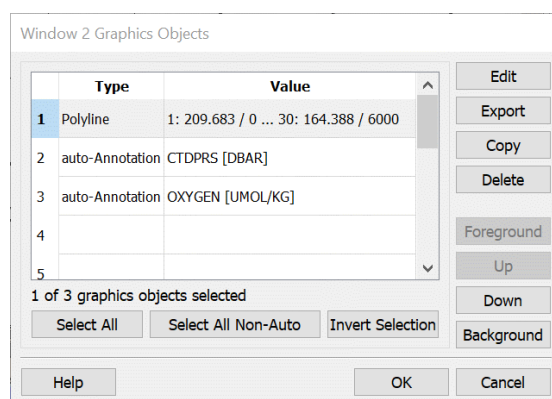 Window 2 Graphics Objects
Type Value
1 Polyline 1: 209.683 / 0 ... 30: 164.388 / 6000
2 auto-Annotation CTDPRS [DBAR]
3 auto-Annotation OXYGEN [UMOL/KG]
4
5
1 of 3 graphics objects selected
Select All Select All Non-Auto Invert Selection
Edit
Export
Copy
Delete
Foreground
Up
Down
Background
Help OK Cancel